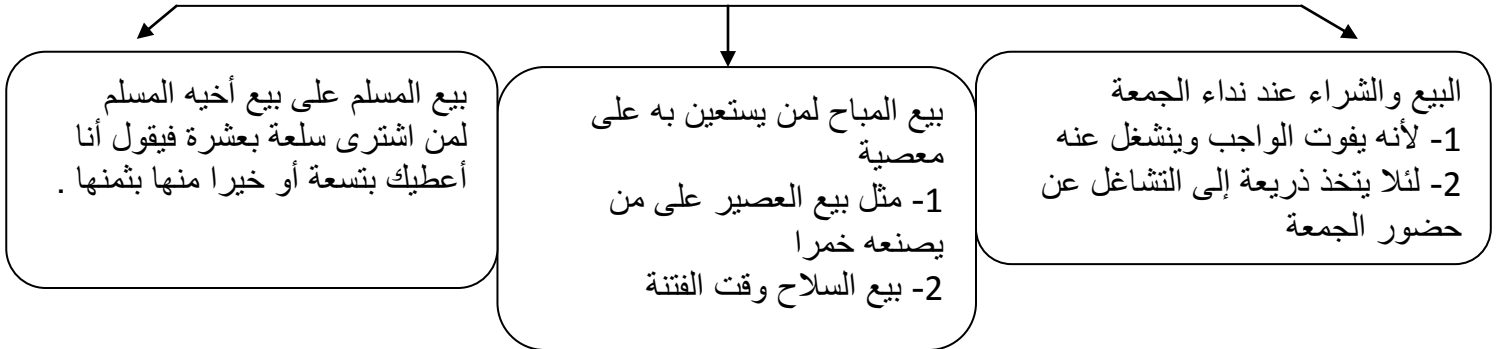 البيع والشراء عند نداء الجمعة
1- لأنه يفوت الواجب وينشغل عنه
2- لئلا يتخذ ذريعة إلى التشاغل عن
حضور الجمعة
بيع المباح لمن يستعين به على
معصية
1- مثل بيع العصير على من
يصنعه خمرا
2- بيع السلاح وقت الفتنة
بيع المسلم على بيع أخيه المسلم
لمن اشترى سلعة بعشرة فيقول أنا
أعطيك بتسعة أو خيرا منها بثمنها .